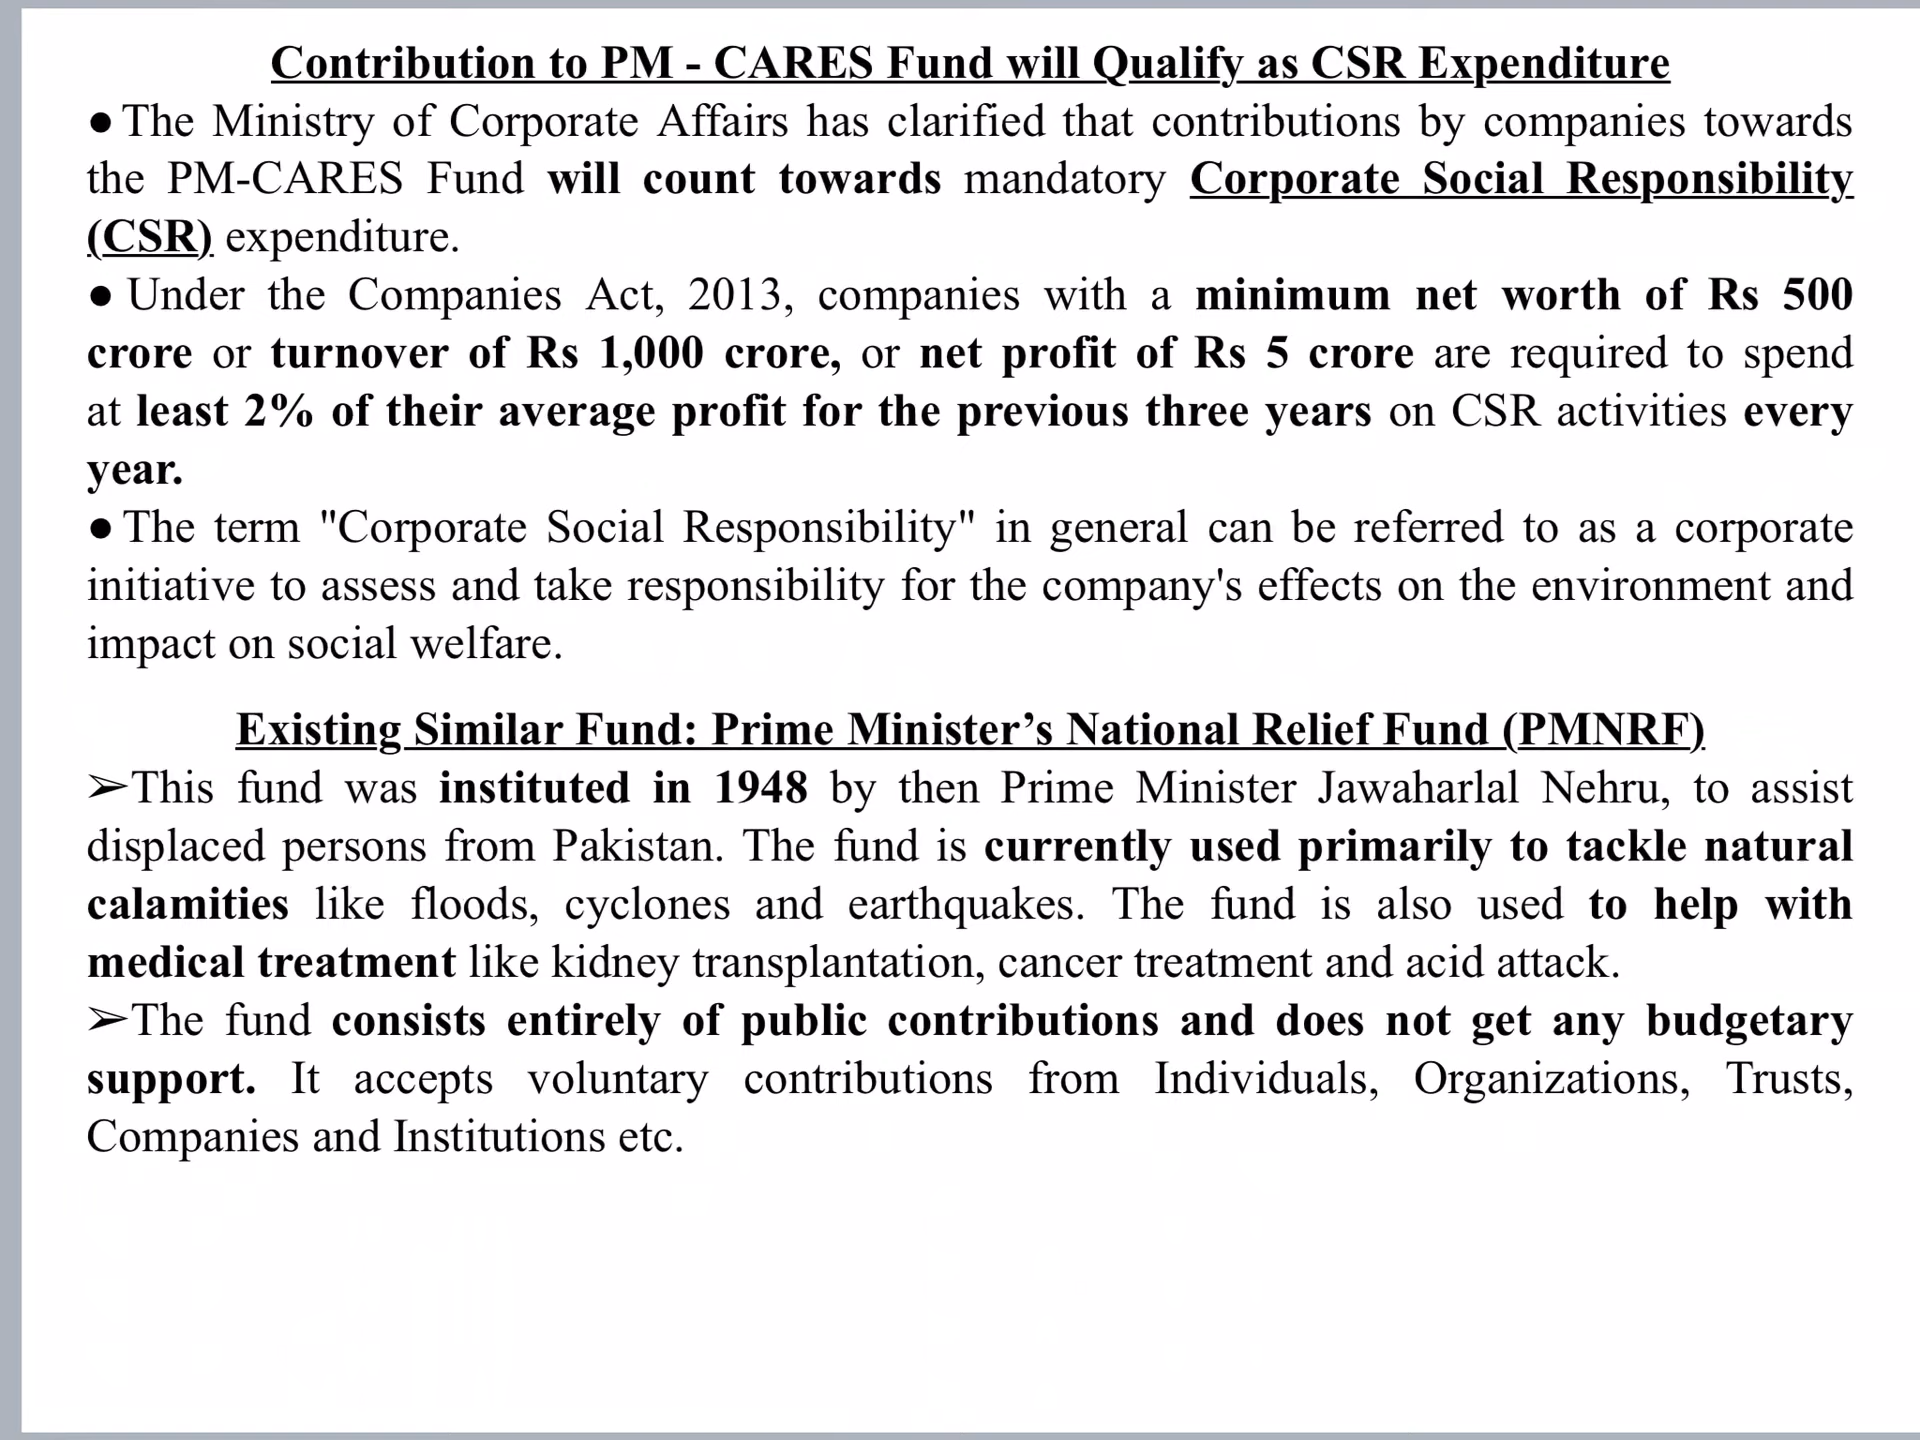 Contribution to PM - CARES Fund will Qualify as CSR Expenditure
● The Ministry of Corporate Affairs has clarified that contributions by companies towards
the PM-CARES Fund will count towards mandatory Corporate Social Responsibility
(CSR) expenditure.
● Under the Companies Act, 2013, companies with a minimum net worth of Rs 500
crore or turnover of Rs 1,000 crore, or net profit of Rs 5 crore are required to spend
at least 2% of their average profit for the previous three years on CSR activities every
year.
● The term "Corporate Social Responsibility" in general can be referred to as a corporate
initiative to assess and take responsibility for the company's effects on the environment and
impact on social welfare.
Existing Similar Fund: Prime Minister’s National Relief Fund (PMNRF)
➢This fund was instituted in 1948 by then Prime Minister Jawaharlal Nehru, to assist
displaced persons from Pakistan. The fund is currently used primarily to tackle natural
calamities like floods, cyclones and earthquakes. The fund is also used to help with
medical treatment like kidney transplantation, cancer treatment and acid attack.
➢The fund consists entirely of public contributions and does not get any budgetary
support. It accepts voluntary contributions from Individuals, Organizations, Trusts,
Companies and Institutions etc.